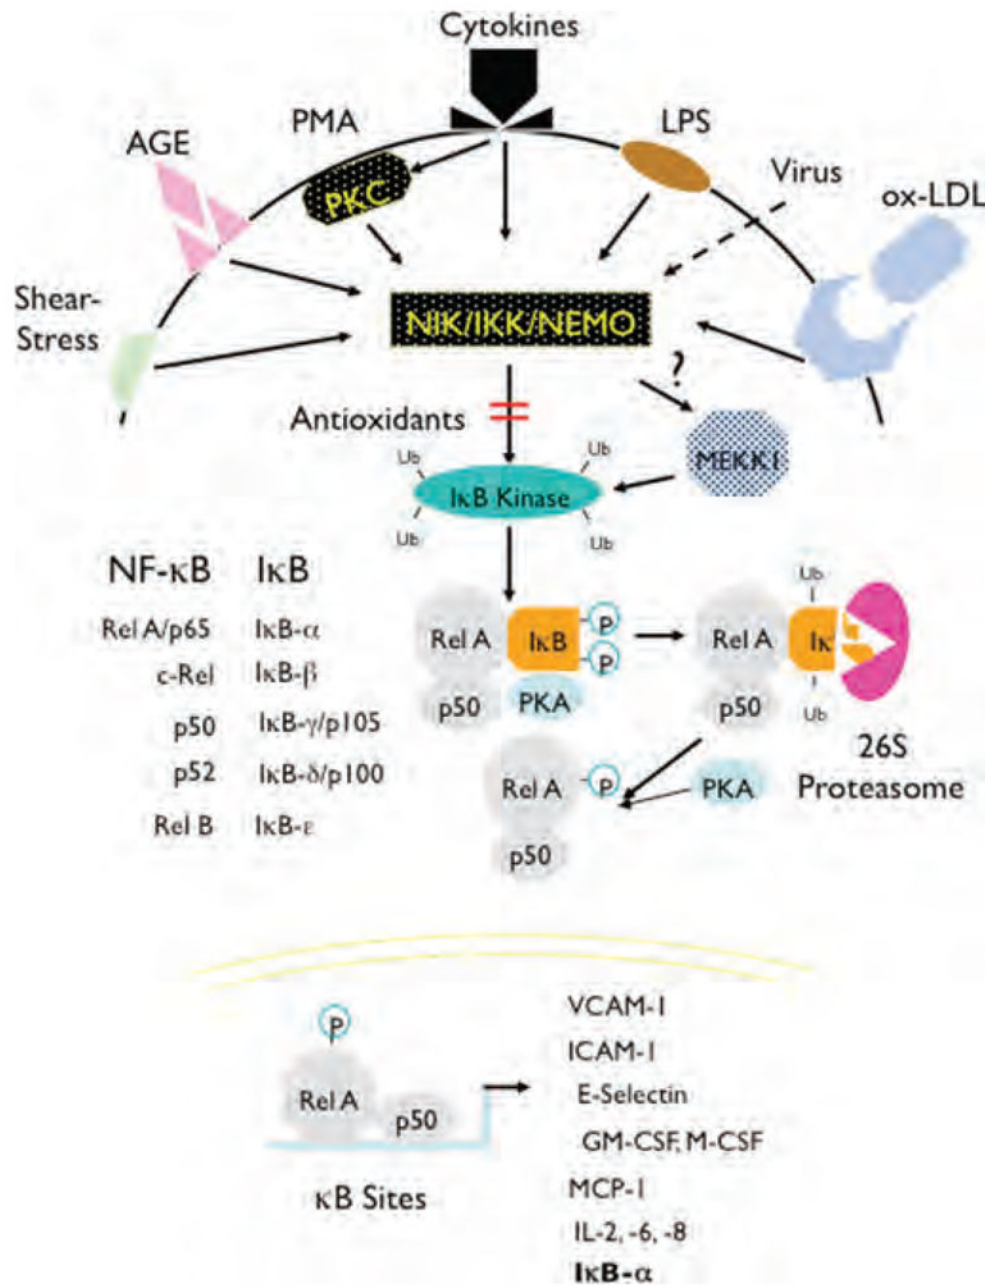 Cytokines
PMA
LPS
AGE
Virus
PKC
ox-LDL
Shear-
Stress
NIK/IKK/NEMO
?
Antioxidants
MEKK1
Ub
Ub
IκB Kinase
Ub
Ub
NF-κB IκB
Rel A/p65 IκB-α
c-Rel IκB-β
p50 IκB-γ/p105
p52 IκB-δ/p100
Rel B IκB-ε
Rel A IκB P
P
p50 PKA
Ub
Rel A Iκ
p50 Ub
26S
Proteasome
Rel A P
PKA
p50
P
Rel A p50
κB Sites
VCAM-1
ICAM-1
E-Selectin
GM-CSF, M-CSF
MCP-1
IL-2, -6, -8
IκB-α